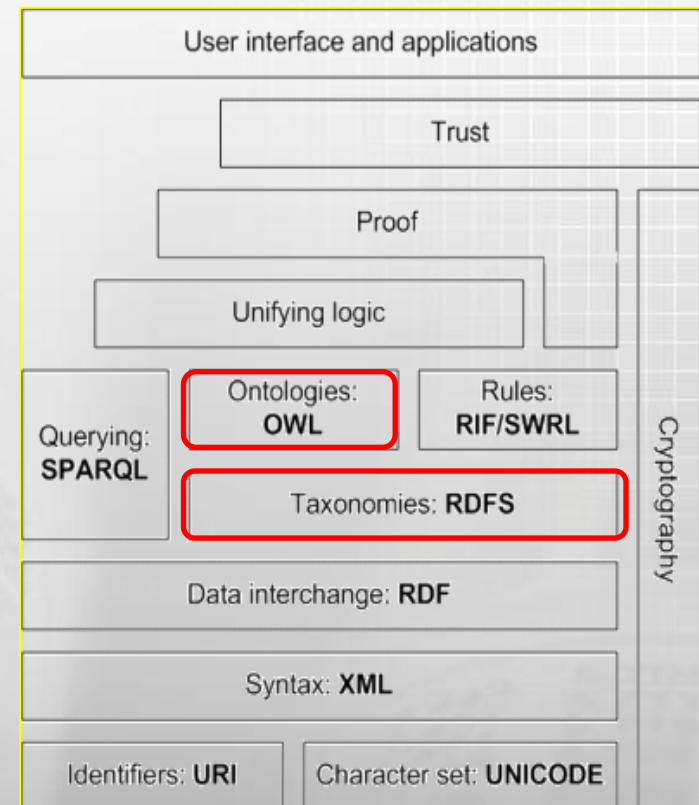 User interface and applications
Trust
Proof
Unifying logic
Querying:
SPARQL
Ontologies:
OWL
Rules:
RIF/SWRL
Taxonomies: RDFS
Cryptography
Data interchange: RDF
Syntax: XML
Identifiers: URI
Character set: UNICODE